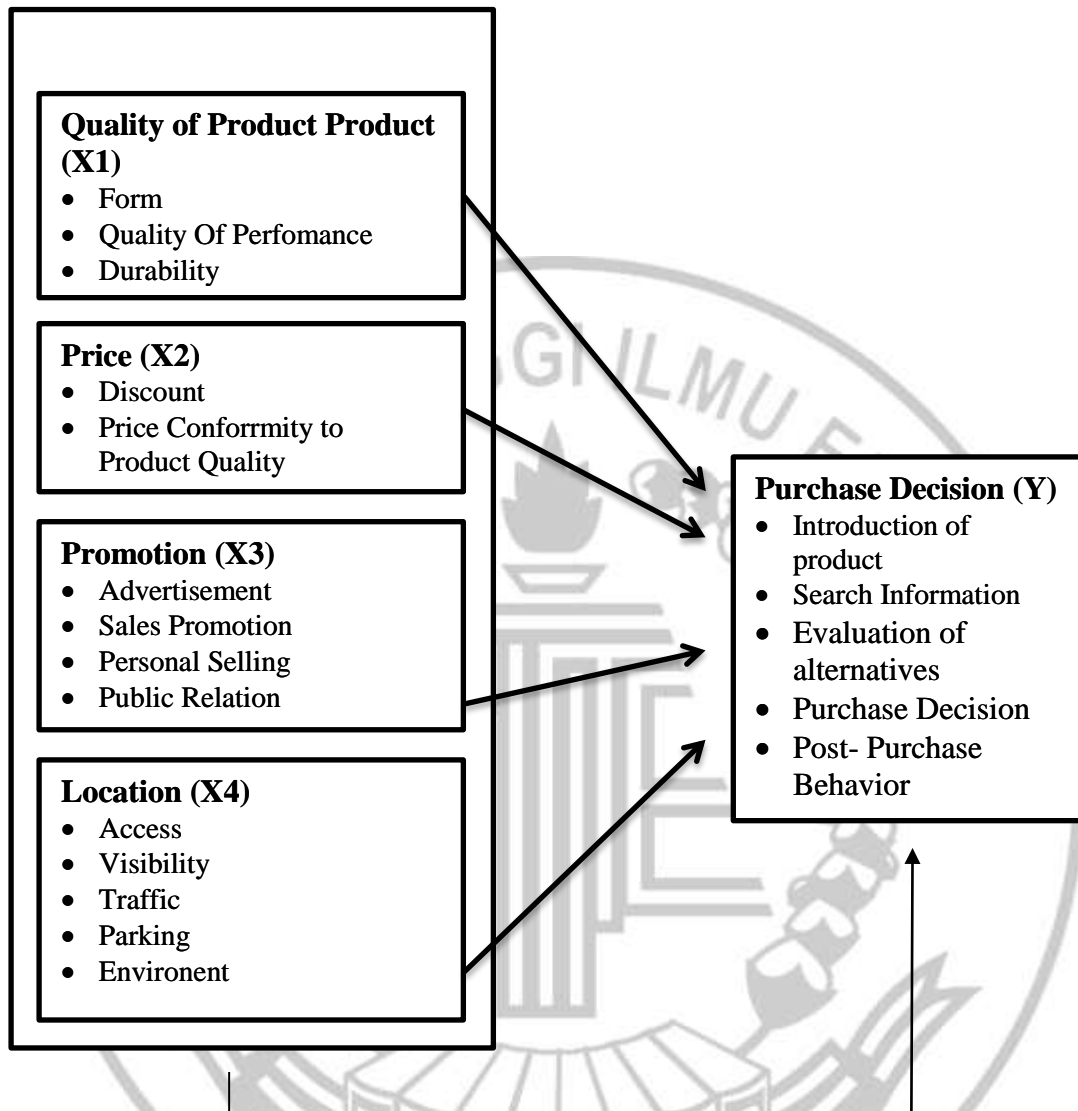 Quality of Product Product
(X1)
• Form
• Quality Of Perfomance
• Durability
Price (X2)
• Discount
• Price Conforrmity to
Product Quality
Promotion (X3)
• Advertisement
• Sales Promotion
• Personal Selling
• Public Relation
Location (X4)
• Access
• Visibility
• Traffic
• Parking
• Environent
Purchase Decision (Y)
• Introduction of
product
• Search Information
• Evaluation of
alternatives
• Purchase Decision
• Post- Purchase
Behavior
GI ILMU